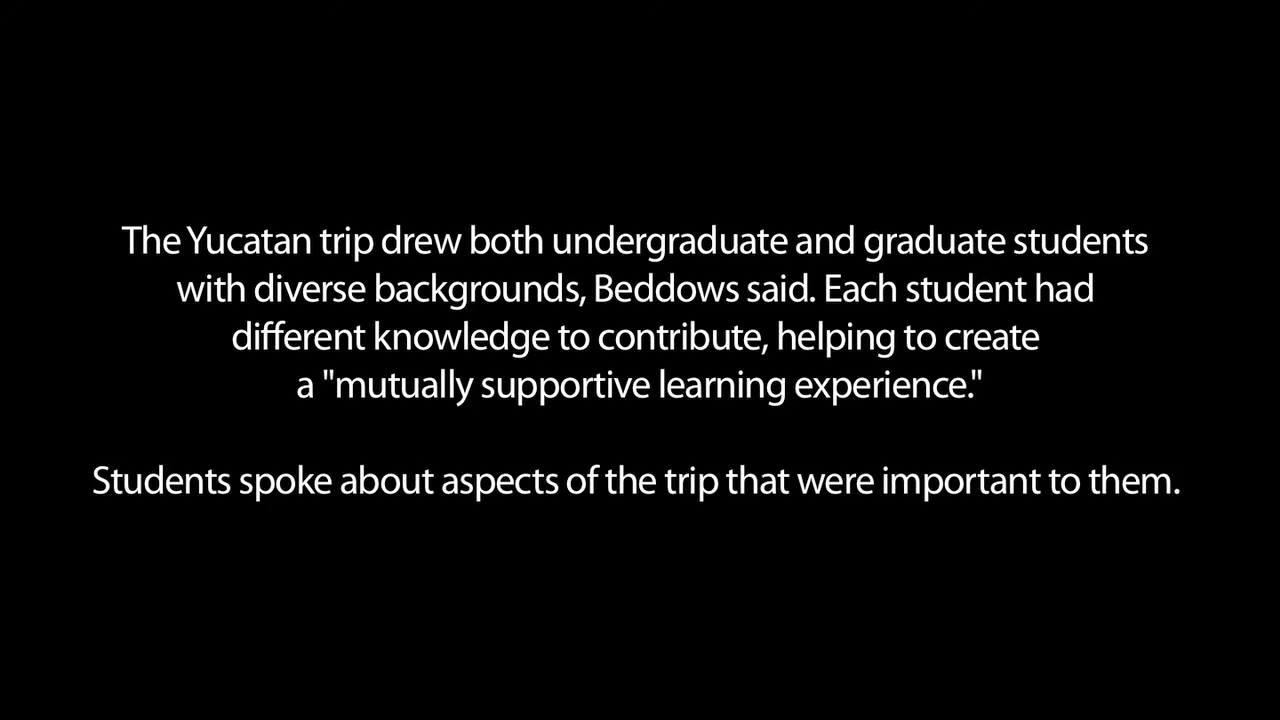 The Yucatan trip drew both undergraduate and graduate students
with diverse backgrounds, Beddows said. Each student had
different knowledge to contribute, helping to create
a "mutually supportive learning experience."
Students spoke about aspects of the trip that were important to them.